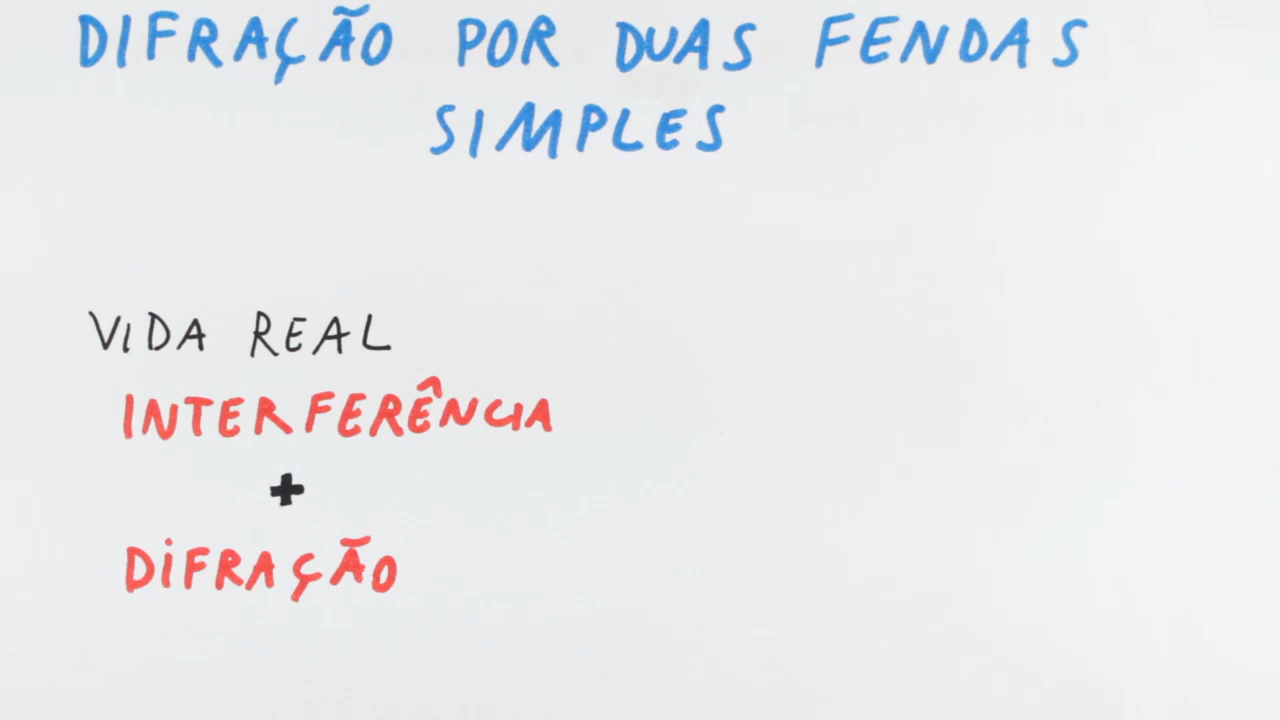 DIFRAÇÃO POR DUAS FENDAS
SIMPLES
VIDA REAL
INTERFERÊNCIA
+
DIFRAÇÃO